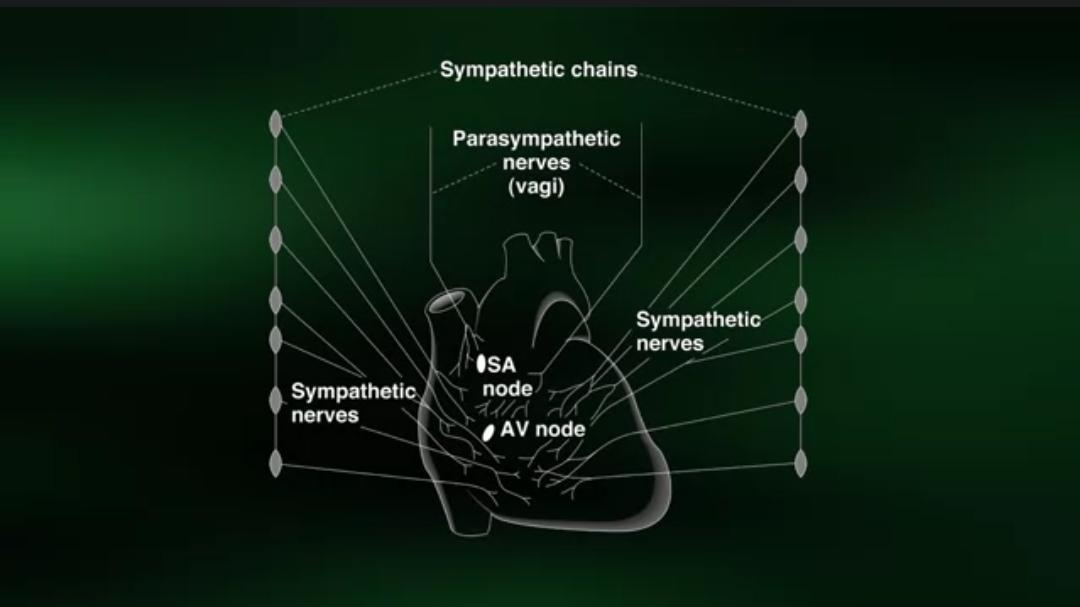 Sympathetic chains
Parasympathetic
nerves
(vagi)
Sympathetic
nerves
SA
node
Sympathetic
nerves
AV node